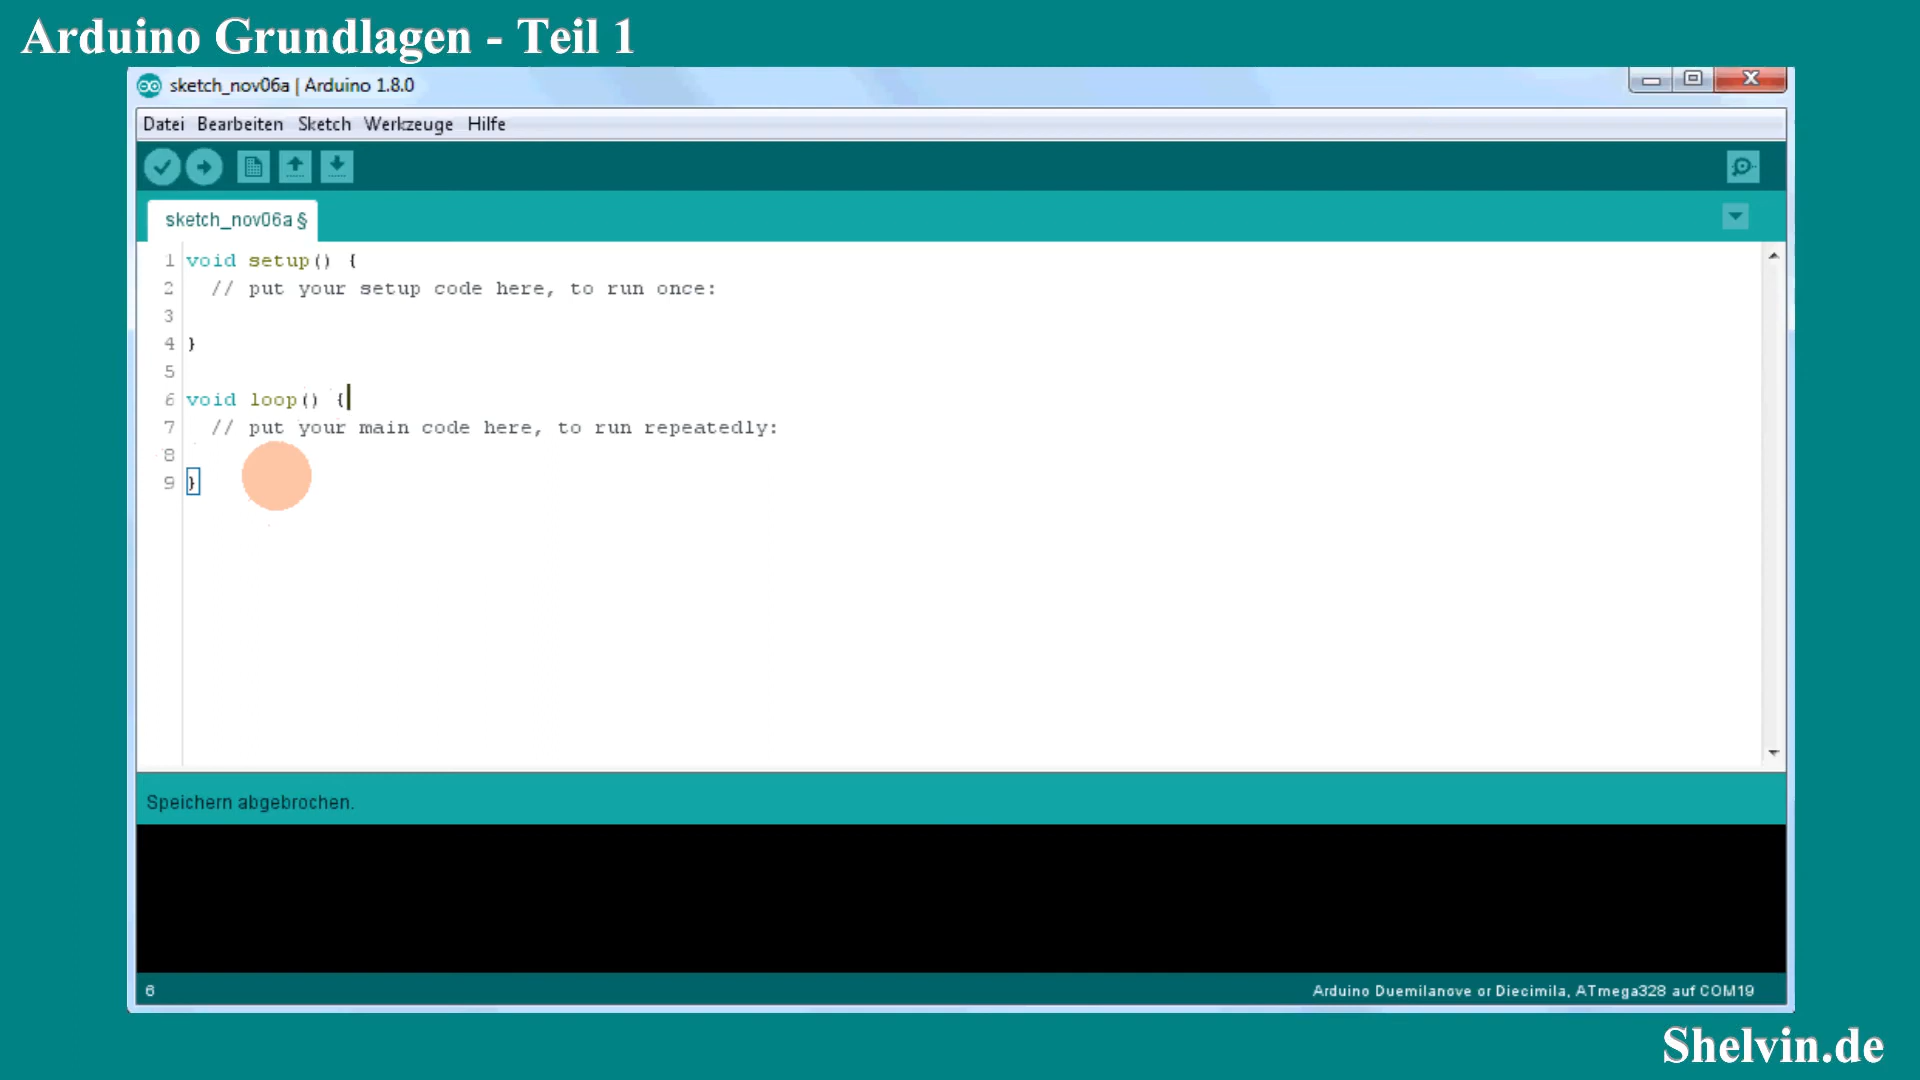 Arduino Grundlagen - Teil 1
sketch_nov06a | Arduino 1.8.0
Datei Bearbeiten Sketch Werkzeuge Hilfe
sketch_nov06a §
1 void setup() {
2   // put your setup code here, to run once:
3
4 }
5
6 void loop() {
7   // put your main code here, to run repeatedly:
8
9 }
Speichern abgebrochen.
6
Arduino Duemilanove or Diecimila, ATmega328 auf COM19
Shelvin.de